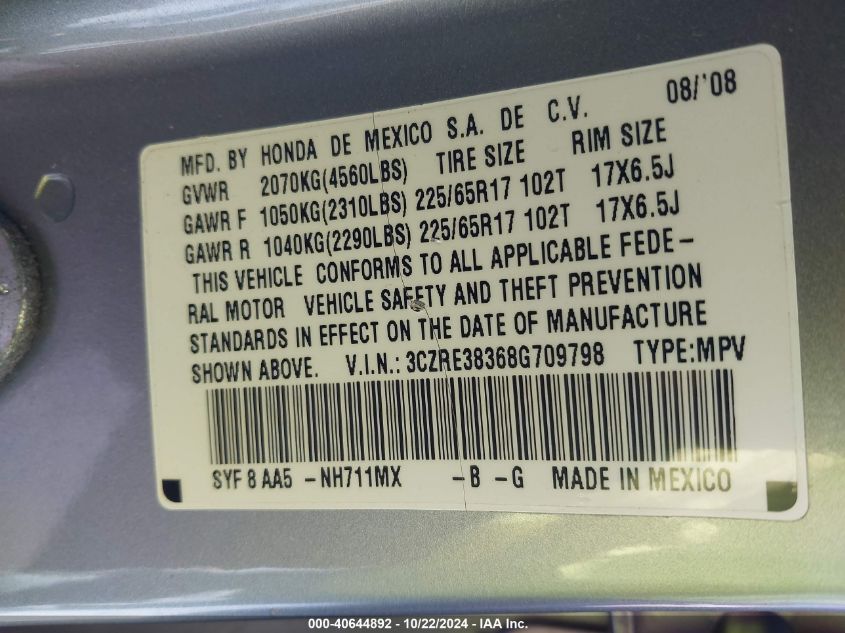 08/'08
MFD. BY HONDA DE MEXICO S.A. DE C.V.
GVWR 2070KG(4560LBS) TIRE SIZE RIM SIZE
GAWR F 1050KG(2310LBS) 225/65R17 102T 17X6.5J
GAWR R 1040KG(2290LBS) 225/65R17 102T 17X6.5J
THIS VEHICLE CONFORMS TO ALL APPLICABLE FEDE-
RAL MOTOR VEHICLE SAFETY AND THEFT PREVENTION
STANDARDS IN EFFECT ON THE DATE OF MANUFACTURE
SHOWN ABOVE. V.I.N.: 3CZRE38368G709798 TYPE:MPV
SYF 8 AA5 -NH711MX -B -G MADE IN MEXICO
000-40644892 - 10/22/2024 - IAA Inc.